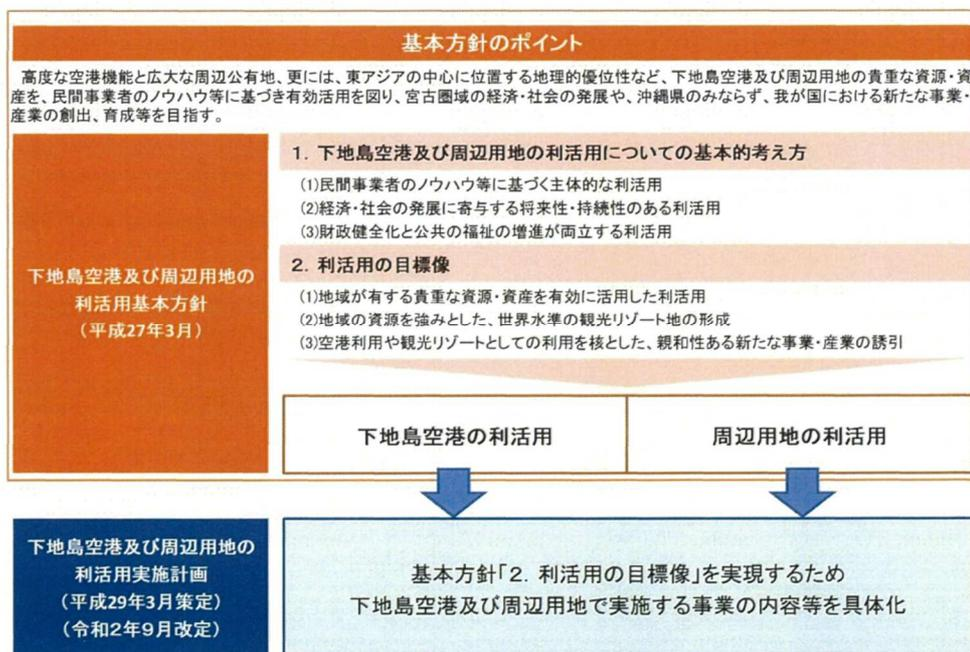 基本方針のポイント
高度な空港機能と広大な周辺公有地、更には、東アジアの中心に位置する地理的優位性など、下地島空港及び周辺用地の貴重な資源・資
産を、民間事業者のノウハウ等に基づき有効活用を図り、宮古圏域の経済・社会の発展や、沖縄県のみならず、我が国における新たな事業・
産業の創出、育成等を目指す。
下地島空港及び周辺用地の
利活用基本方針
(平成27年3月)
1. 下地島空港及び周辺用地の利活用についての基本的考え方
(1)民間事業者のノウハウ等に基づく主体的な利活用
(2)経済・社会の発展に寄与する将来性・持続性のある利活用
(3)財政健全化と公共の福祉の増進が両立する利活用
2. 利活用の目標像
(1)地域が有する貴重な資源・資産を有効に活用した利活用
(2)地域の資源を強みとした、世界水準の観光リゾート地の形成
(3)空港利用や観光リゾートとしての利用を核とした、親和性ある新たな事業・産業の誘引
下地島空港の利活用
周辺用地の利活用
下地島空港及び周辺用地の
利活用実施計画
(平成29年3月策定)
(令和2年9月改定)
基本方針「2. 利活用の目標像」を実現するため
下地島空港及び周辺用地で実施する事業の内容等を具体化